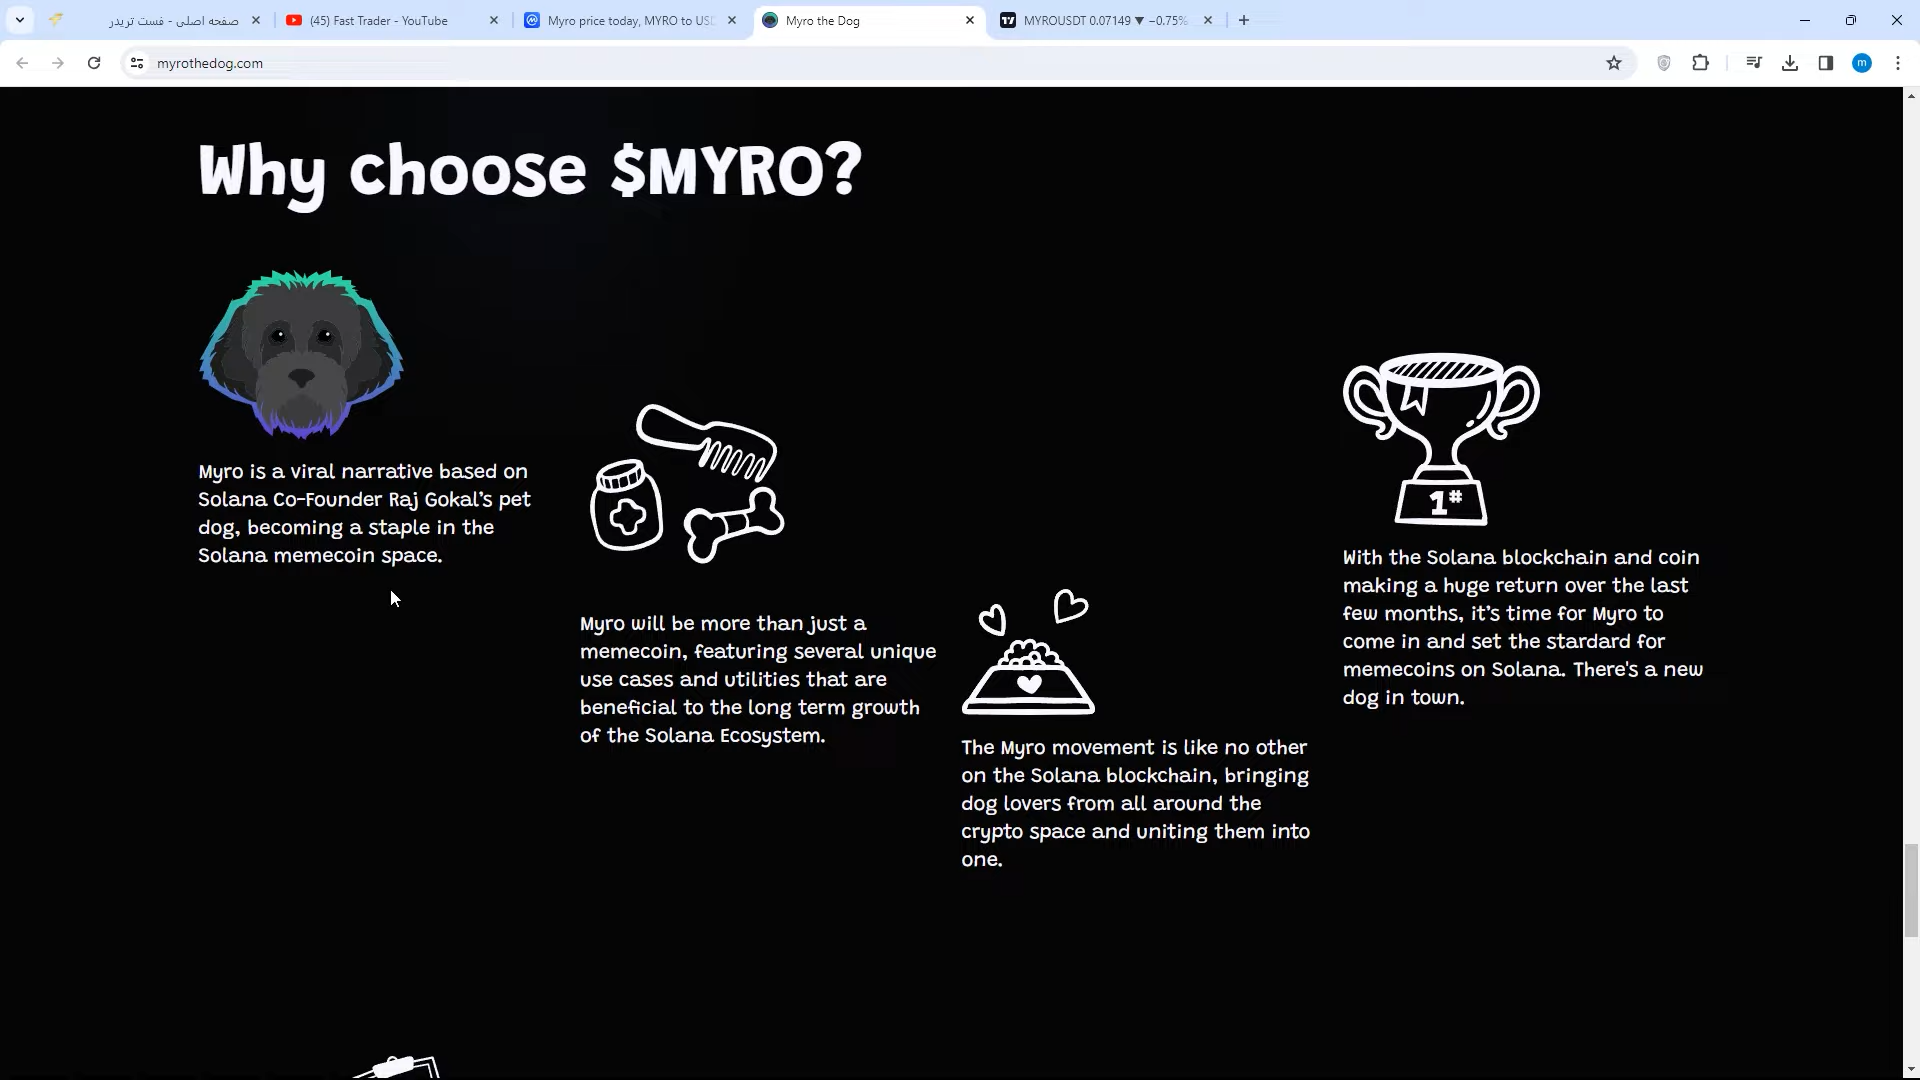 صفحه اصلی - فست تریدر
(45) Fast Trader - YouTube
Myro price today, MYRO to USD
Myro the Dog
MYROUSDT 0.07149 ▼ −0.75%
myrothedog.com
m
Why choose $MYRO?
Myro is a viral narrative based on
Solana Co-Founder Raj Gokal's pet
dog, becoming a staple in the
Solana memecoin space.
Myro will be more than just a
memecoin, featuring several unique
use cases and utilities that are
beneficial to the long term growth
of the Solana Ecosystem.
The Myro movement is like no other
on the Solana blockchain, bringing
dog lovers from all around the
crypto space and uniting them into
one.
1#
With the Solana blockchain and coin
making a huge return over the last
few months, it's time for Myro to
come in and set the stardard for
memecoins on Solana. There's a new
dog in town.